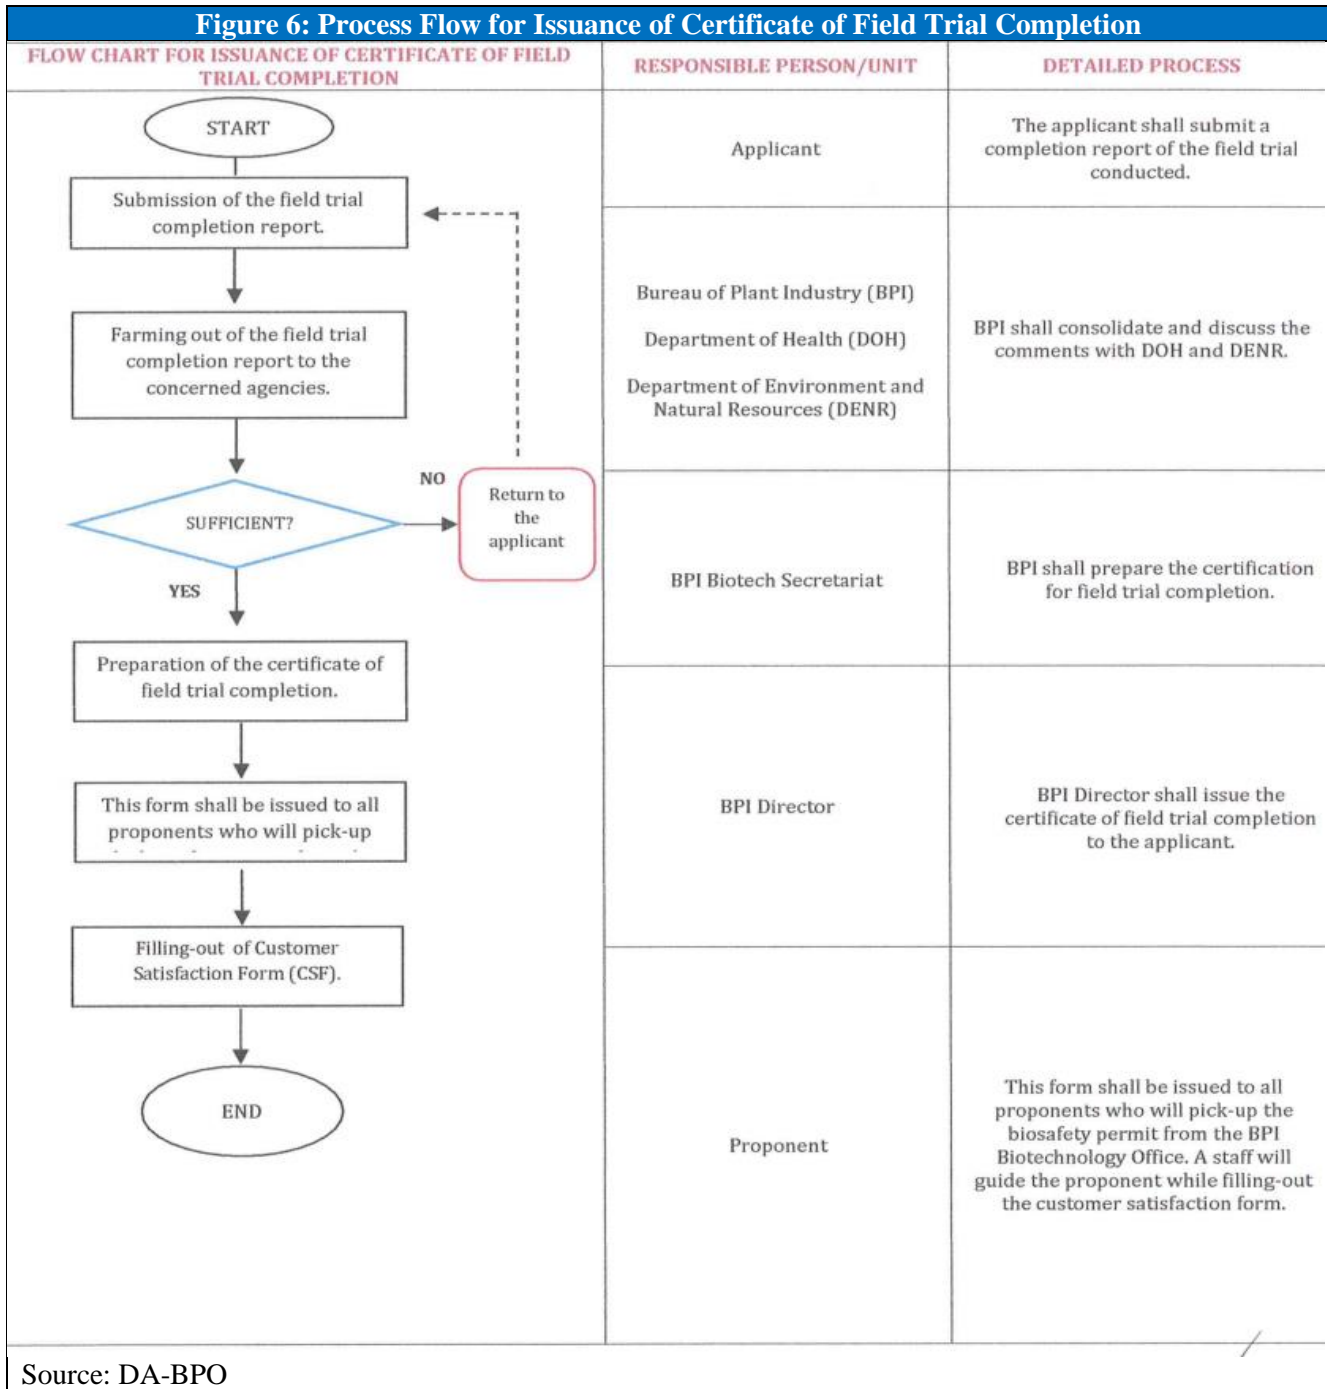 Figure 6: Process Flow for Issuance of Certificate of Field Trial Completion
FLOW CHART FOR ISSUANCE OF CERTIFICATE OF FIELD
TRIAL COMPLETION
RESPONSIBLE PERSON/UNIT
DETAILED PROCESS
START
Applicant
The applicant shall submit a
completion report of the field trial
conducted.
Submission of the field trial
completion report.
Farming out of the field trial
completion report to the
concerned agencies.
Bureau of Plant Industry (BPI)
Department of Health (DOH)
Department of Environment and
Natural Resources (DENR)
BPI shall consolidate and discuss the
comments with DOH and DENR.
SUFFICIENT?
NO
Return to
the
applicant
YES
BPI Biotech Secretariat
BPI shall prepare the certification
for field trial completion.
Preparation of the certificate of
field trial completion.
This form shall be issued to all
proponents who will pick-up
BPI Director
BPI Director shall issue the
certificate of field trial completion
to the applicant.
Filling-out of Customer
Satisfaction Form (CSF).
END
Proponent
This form shall be issued to all
proponents who will pick-up the
biosafety permit from the BPI
Biotechnology Office. A staff will
guide the proponent while filling-out
the customer satisfaction form.
Source: DA-BPO